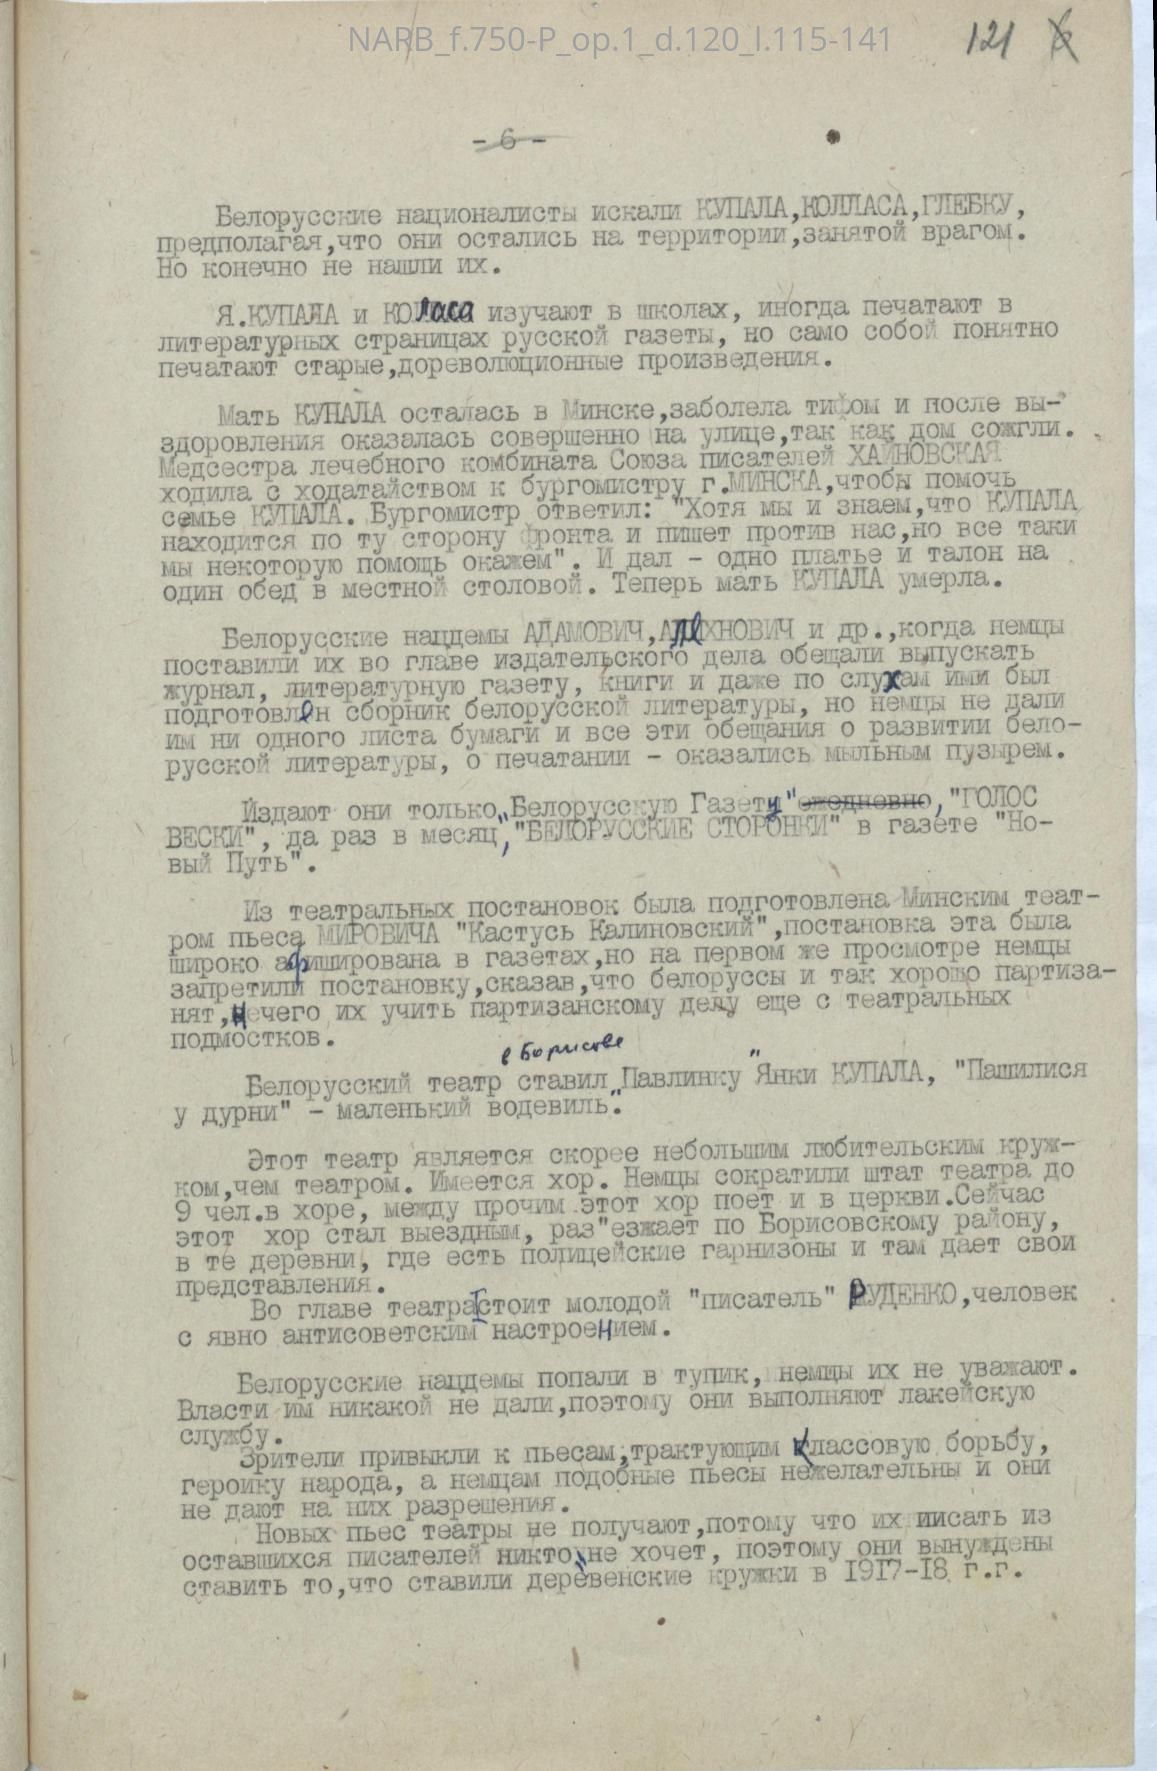 NARB_f.750-P_op.1_d.120_l.115-141
121 6
- 6 -
Белорусские националисты искали КУПАЛА,КОЛЛАСА,ГЛЕБКУ,
предполагая,что они остались на территории,занятой врагом.
Но конечно не нашли их.
Я.КУПАЛА и КОЛаса изучают в школах, иногда печатают в
литературных страницах русской газеты, но само собой понятно
печатают старые,дореволюционные произведения.
Мать КУПАЛА осталась в Минске,заболела тифом и после вы-
здоровления оказалась совершенно на улице,так как дом сожгли.
Медсестра лечебного комбината Союза писателей ХАЙНОВСКАЯ
ходила с ходатайством к бургомистру г.МИНСКА,чтобы помочь
семье КУПАЛА. Бургомистр ответил: "Хотя мы и знаем,что КУПАЛА
находится по ту сторону фронта и пишет против нас,но все таки
мы некоторую помощь окажем". И дал - одно платье и талон на
один обед в местной столовой. Теперь мать КУПАЛА умерла.
Белорусские нацдемы АДАМОВИЧ,АЛЕХНОВИЧ и др.,когда немцы
поставили их во главе издательского дела обещали выпускать
журнал, литературную газету, книги и даже по слухам ими был
подготовлен сборник белорусской литературы, но немцы не дали
им ни одного листа бумаги и все эти обещания о развитии бело-
русской литературы, о печатании - оказались мыльным пузырем.
Издают они только "Белорусскую Газету" ежедневно, "ГОЛОС
ВЕСКИ", да раз в месяц, "БЕЛОРУССКИЕ СТОРОНКИ" в газете "Но-
вый Путь".
Из театральных постановок была подготовлена Минским теат-
ром пьеса МИРОВИЧА "Кастусь Калиновский",постановка эта была
широко афиширована в газетах,но на первом же просмотре немцы
запретили постановку,сказав,что белоруссы и так хорошо партиза-
нят,нечего их учить партизанскому делу еще с театральных
подмостков.
в Борисове
Белорусский театр ставил "Павлинку" Янки КУПАЛА, "Пашилися
у дурни" - маленький водевиль".
Этот театр является скорее небольшим любительским круж-
ком,чем театром. Имеется хор. Немцы сократили штат театра до
9 чел.в хоре, между прочим этот хор поет и в церкви.Сейчас
этот хор стал выездным, раз"езжает по Борисовскому району,
в те деревни, где есть полицейские гарнизоны и там дает свои
представления.
Во главе театра стоит молодой "писатель" РУДЕНКО,человек
с явно антисоветским настроением.
Белорусские нацдемы попали в тупик, немцы их не уважают.
Власти им никакой не дали,поэтому они выполняют лакейскую
службу.
Зрители привыкли к пьесам,трактующим классовую борьбу,
героику народа, а немцам подобные пьесы нежелательны и они
не дают на них разрешения.
Новых пьес театры не получают,потому что их писать из
оставшихся писателей никто не хочет, поэтому они вынуждены
ставить то,что ставили деревенские кружки в 1917-18 г.г.